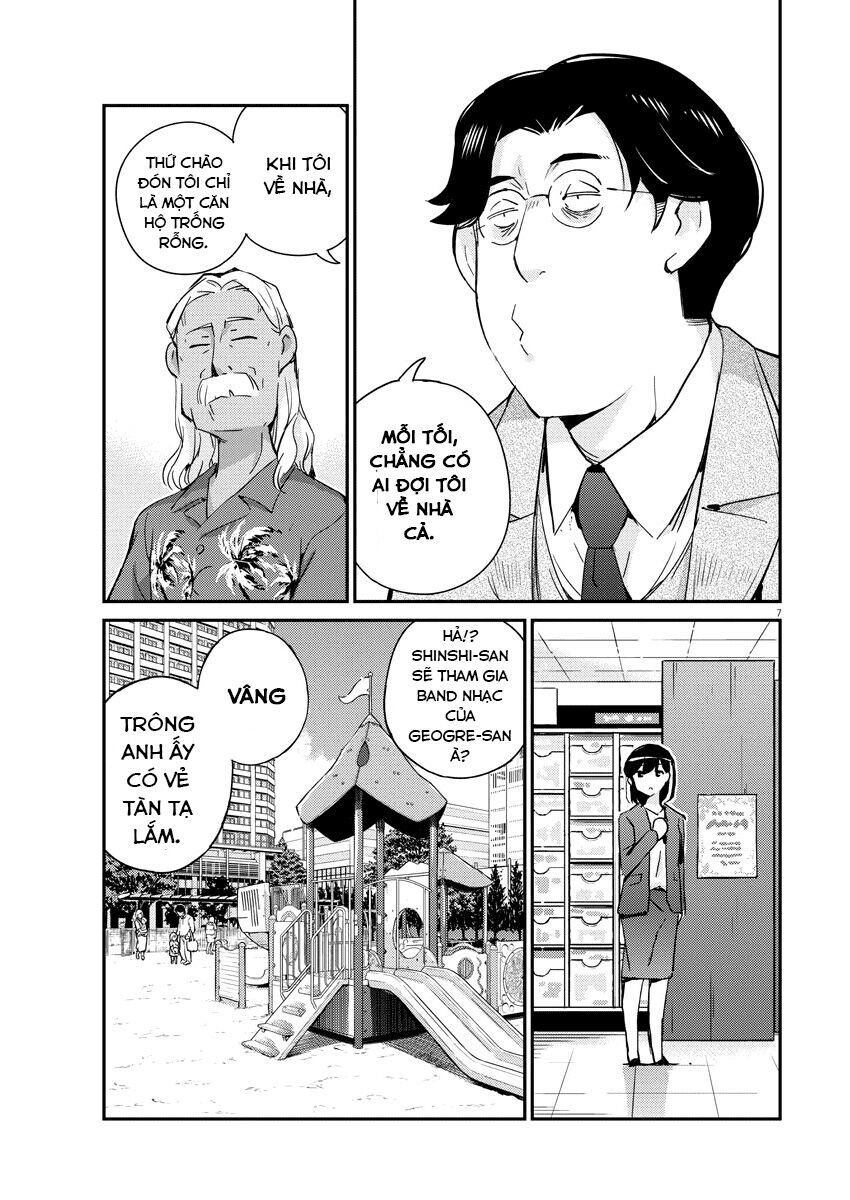 MỖI TỐI,
CHẲNG CÓ
AI ĐỢI TÔI
VỀ NHÀ
CẢ.
KHI TÔI
VỀ NHÀ,
THỨ CHÀO
ĐÓN TÔI CHỈ
LÀ MỘT CĂN
HỘ TRỐNG
RỖNG.
7
HẢ!?
SHINSHI-SAN
SẼ THAM GIA
BAND NHẠC
CỦA
GEOGRE-SAN
À?
VÂNG
TRÔNG
ANH ẤY
CÓ VẺ
TÀN TẠ
LẮM.